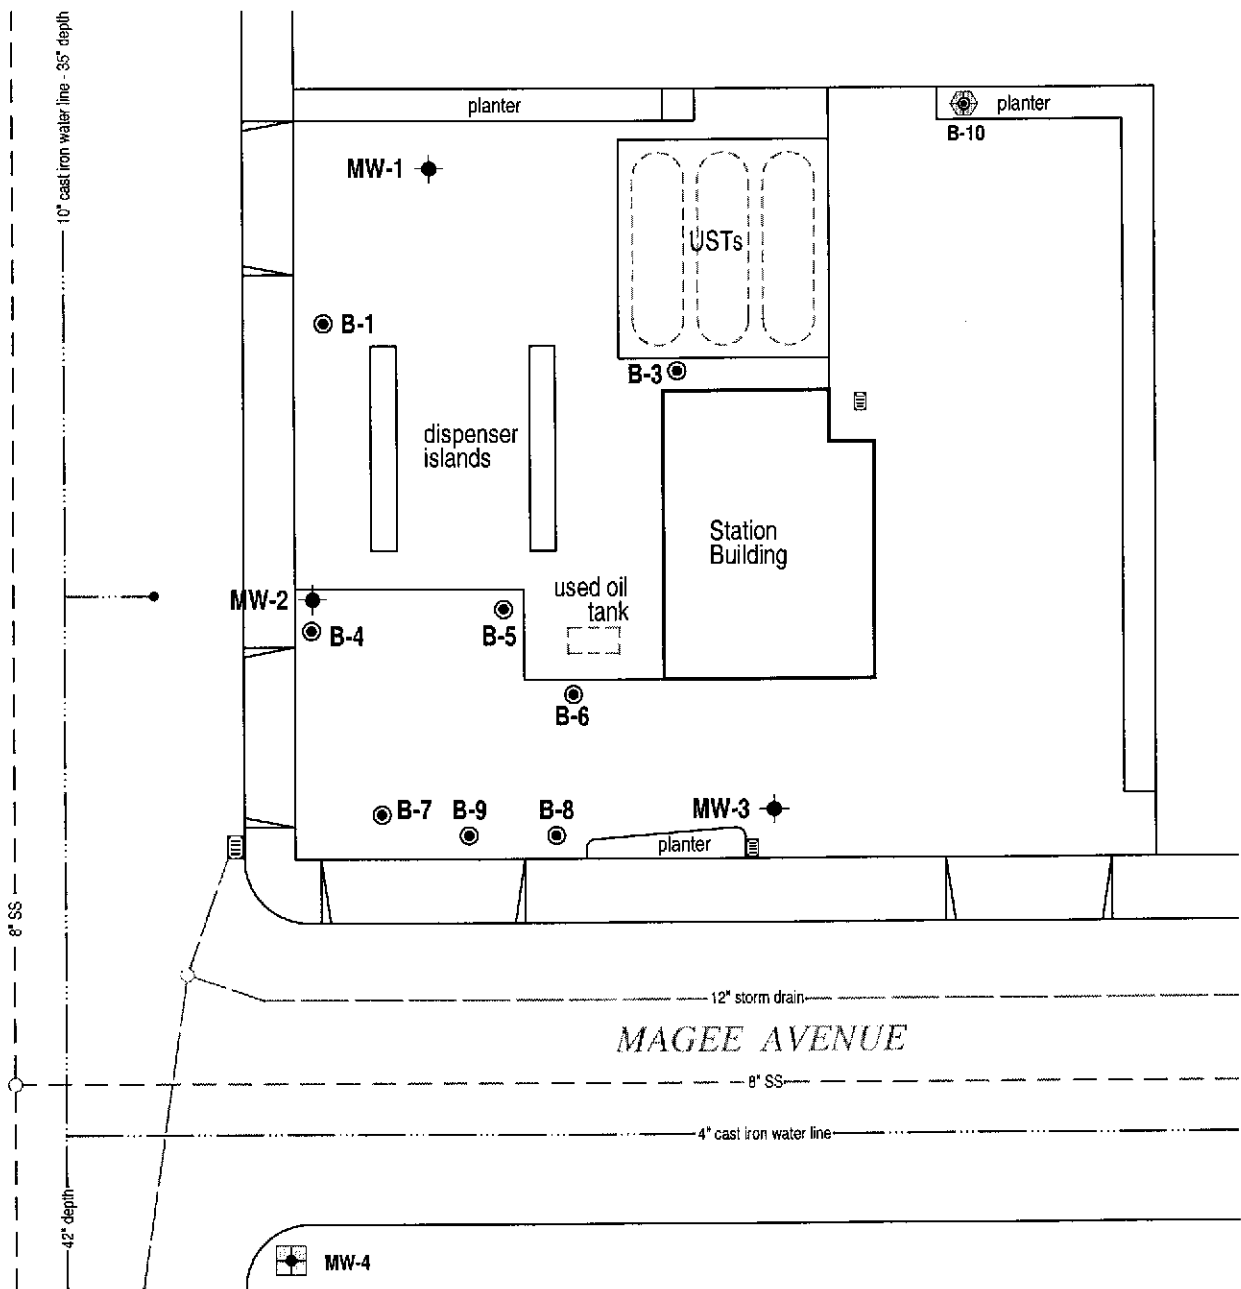 10" cast iron water line - 35" depth
planter
planter
B-10
MW-1
USTs
B-1
B-3
dispenser
islands
Station
Building
used oil
tank
MW-2
B-4
B-5
B-6
B-7
B-9
B-8
MW-3
planter
8" SS
12" storm drain
MAGEE AVENUE
8" SS
4" cast iron water line
42" depth
MW-4